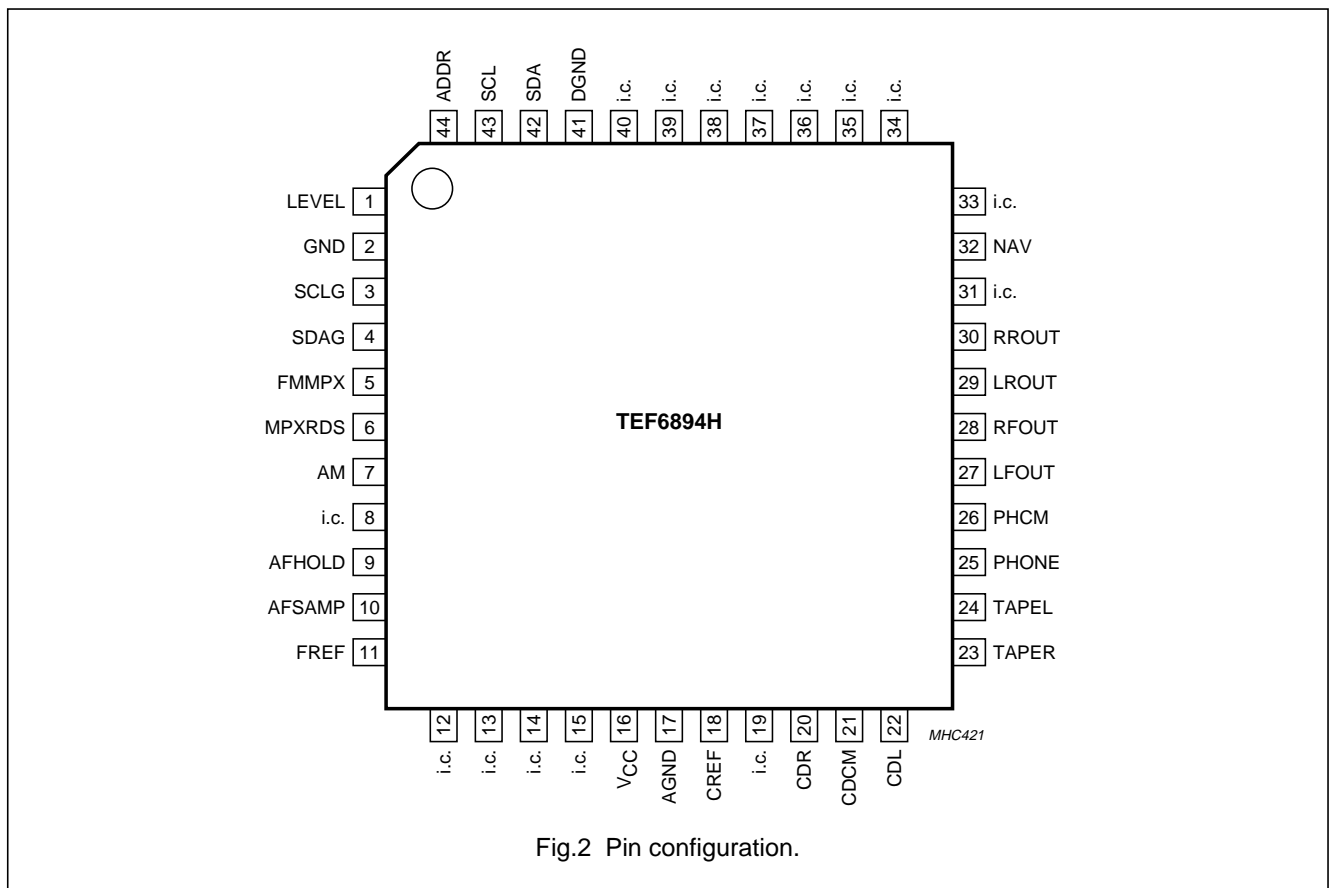 ADDR
SCL
SDA
DGND
i.c.
i.c.
i.c.
i.c.
i.c.
i.c.
i.c.
44 43 42 41 40 39 38 37 36 35 34
LEVEL 1
GND 2
SCLG 3
SDAG 4
FMMPX 5
MPXRDS 6
AM 7
i.c. 8
AFHOLD 9
AFSAMP 10
FREF 11
TEF6894H
33 i.c.
32 NAV
31 i.c.
30 RROUT
29 LROUT
28 RFOUT
27 LFOUT
26 PHCM
25 PHONE
24 TAPEL
23 TAPER
12 13 14 15 16 17 18 19 20 21 22
i.c.
i.c.
i.c.
i.c.
VCC
AGND
CREF
i.c.
CDR
CDCM
CDL
MHC421
Fig.2 Pin configuration.